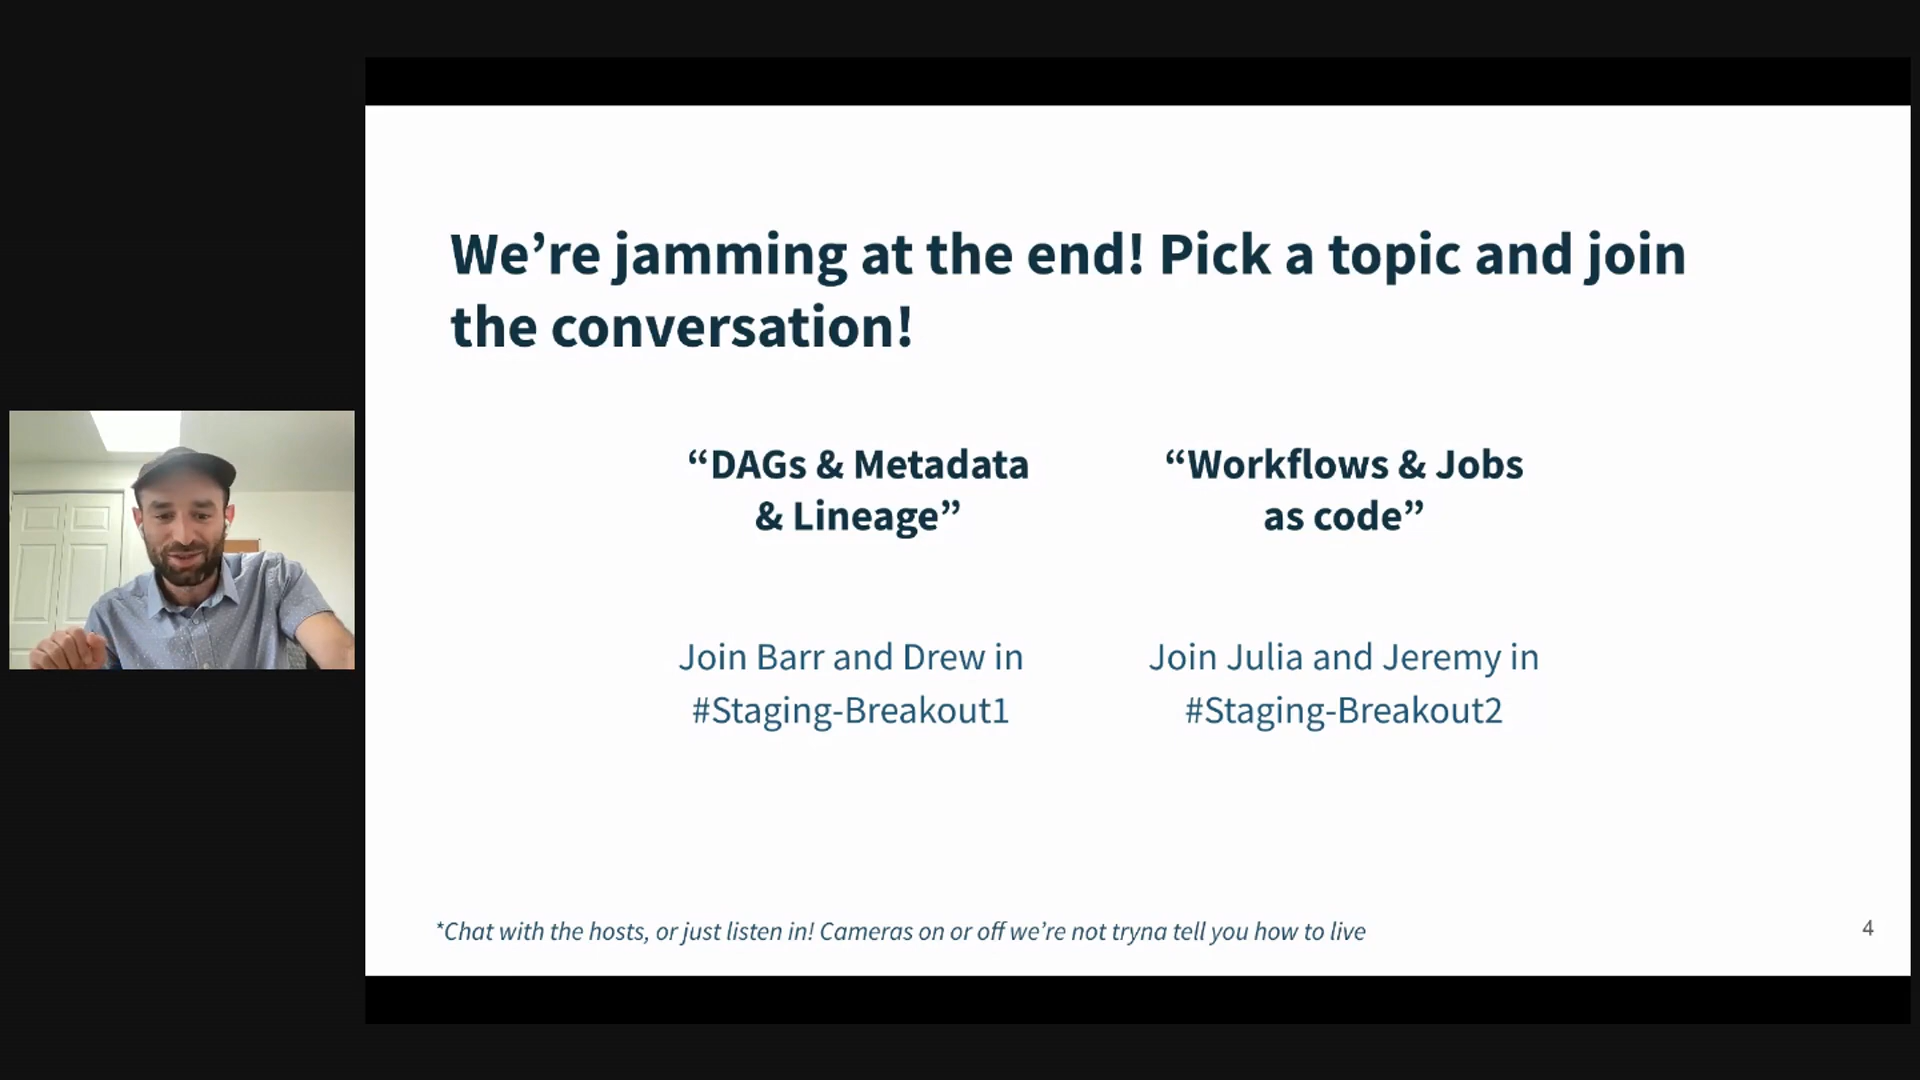 We’re jamming at the end! Pick a topic and join
the conversation!
“DAGs & Metadata
& Lineage”
“Workflows & Jobs
as code”
Join Barr and Drew in
#Staging-Breakout1
Join Julia and Jeremy in
#Staging-Breakout2
*Chat with the hosts, or just listen in! Cameras on or off we’re not tryna tell you how to live
4